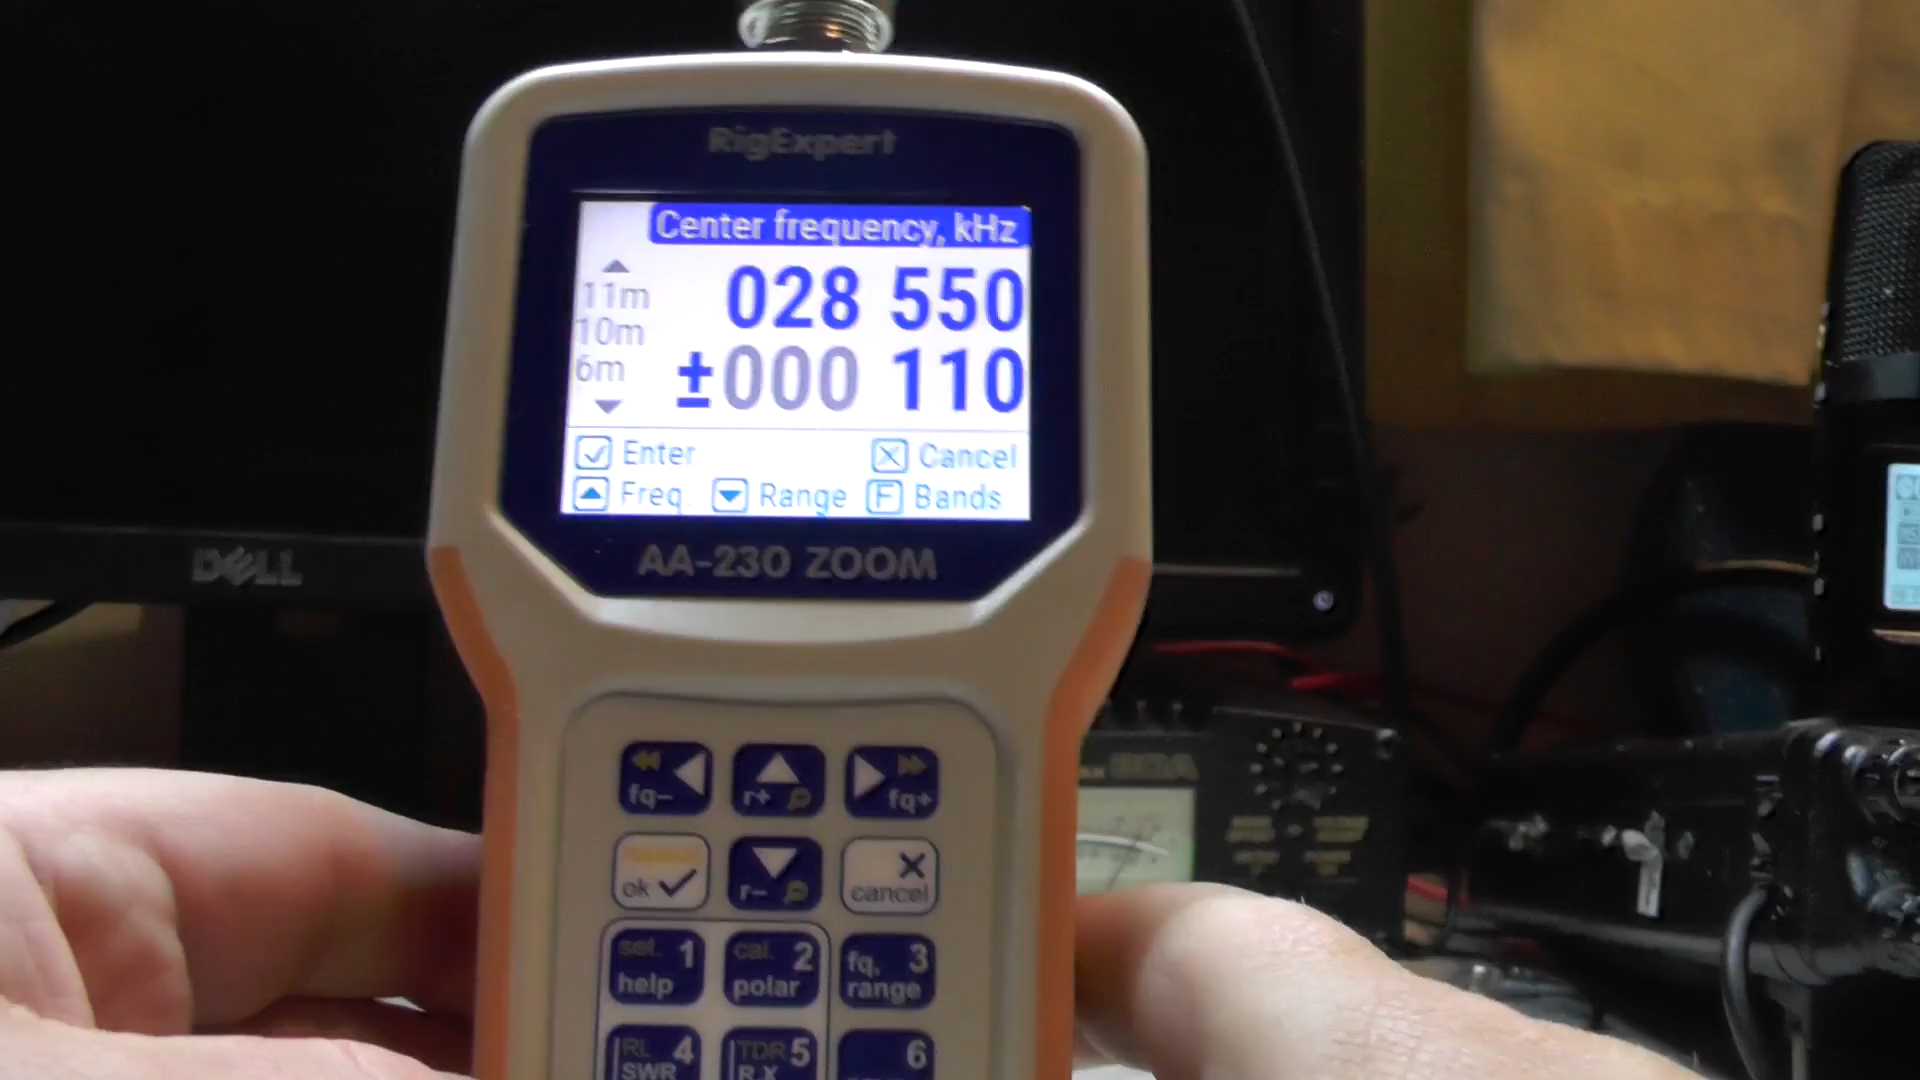 RigExpert
Center frequency, kHz
11m
10m
6m
028 550
±000 110
Enter
Cancel
Freq.
Range
F Bands
AA-230 ZOOM
DELL
fq-
r+
fq+
ok
r-
cancel
set. 1
help
cal. 2
polar
fq. 3
range
RL 4
SWR
TDR 5
R,X
6